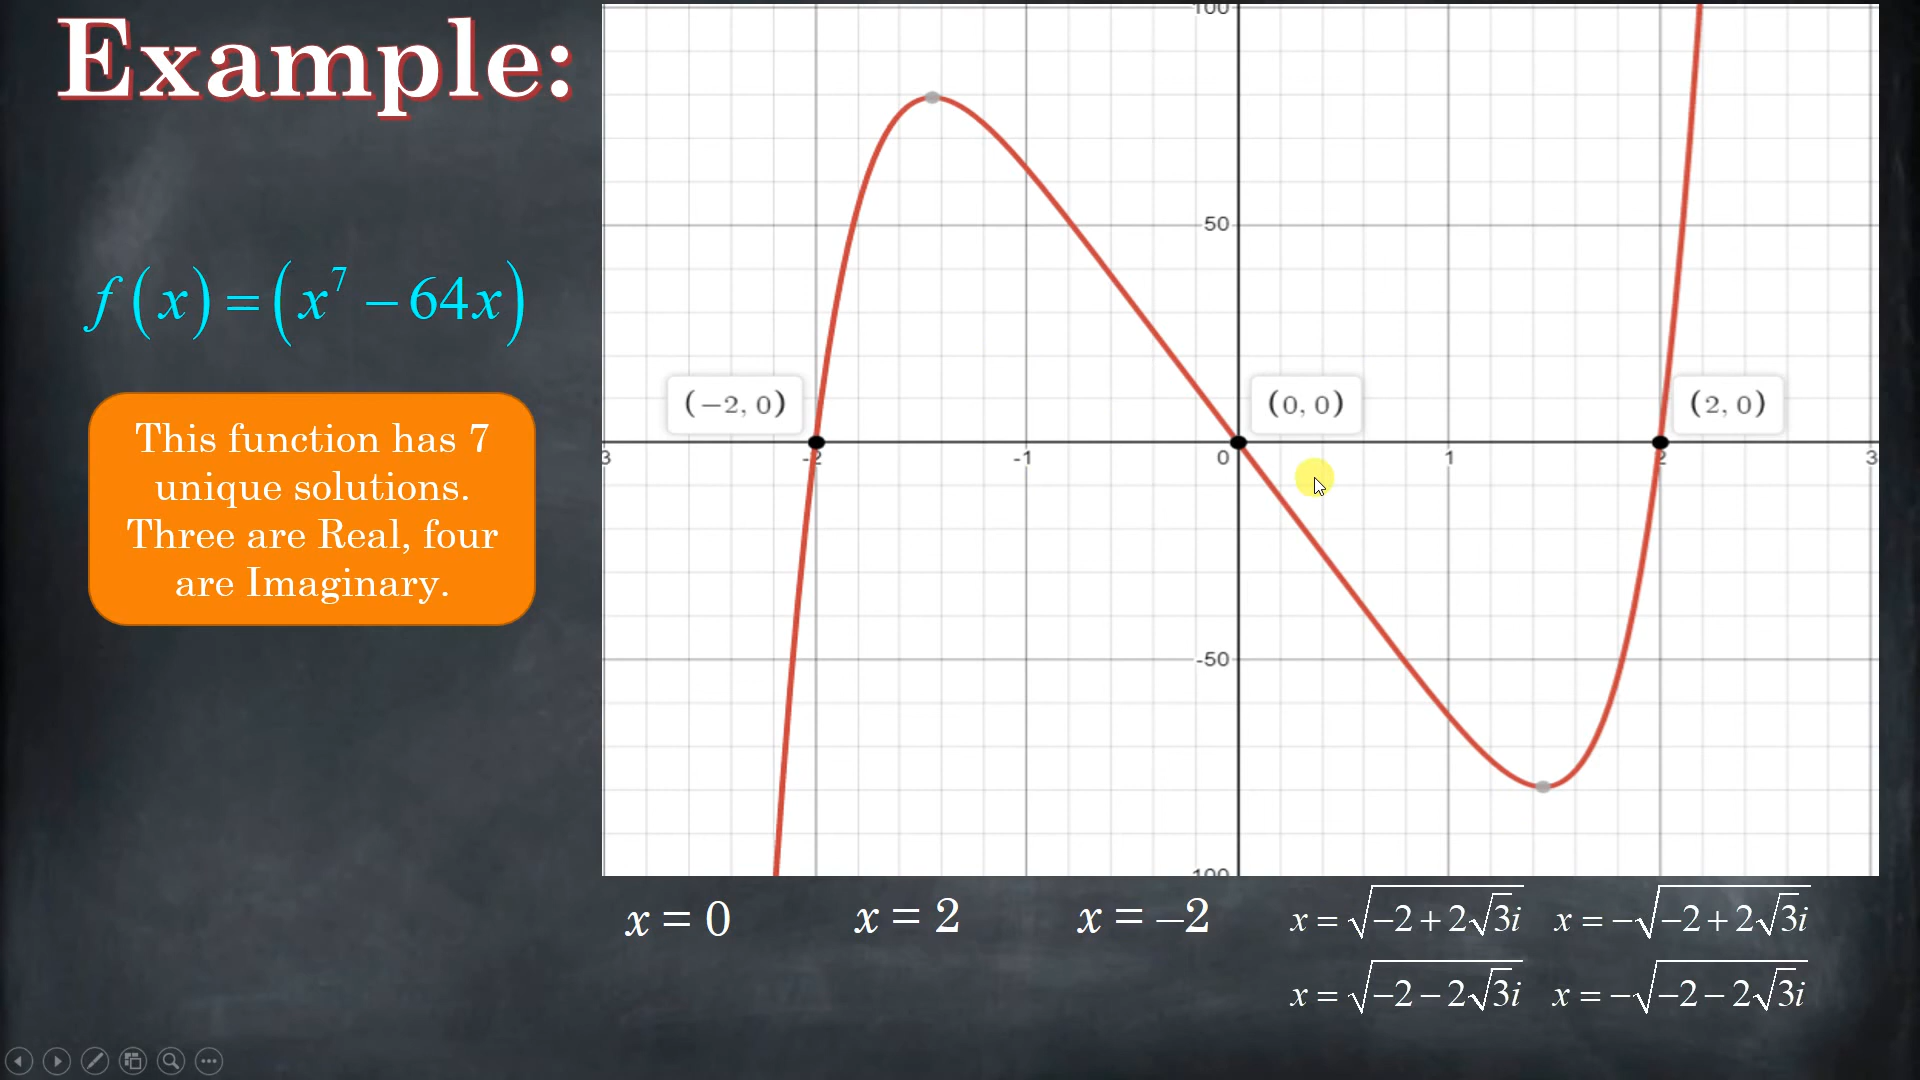 Example:
f(x) = (x⁷ − 64x)
This function has 7
unique solutions.
Three are Real, four
are Imaginary.
100
50
(−2, 0)
(0, 0)
(2, 0)
3
-2
-1
0
1
2
3
-50
100
x = 0
x = 2
x = −2
x = √(−2 + 2√3i)
x = −√(−2 + 2√3i)
x = √(−2 − 2√3i)
x = −√(−2 − 2√3i)